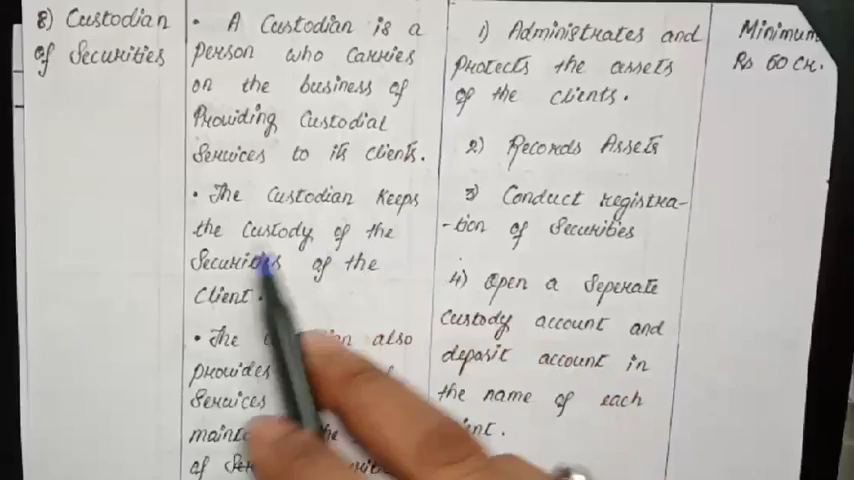 8) Custodian
of Securities
• A Custodian is a
person who carries
on the business of
Providing Custodial
Services to its clients.
• The Custodian Keeps
the Custody of the
Securities of the
Client.
• The also
provides
Services
of
1) Administrates and
protects the assets
of the clients.
2) Records Assets
3) Conduct registra-
-tion of Securities
4) Open a Seperate
Custody account and
deposit account in
the name of each
Minimum
Rs 50 Cr.